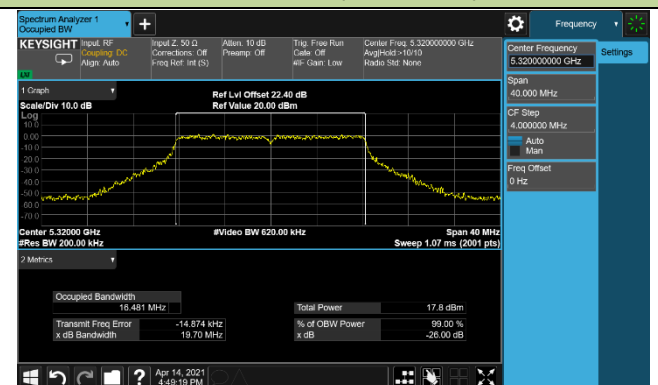 Spectrum Analyzer 1
Occupied BW
Frequency
KEYSIGHT
Input: RF
Coupling: DC
Align: Auto
Input Z: 50 Ω
Corrections: Off
Freq Ref: Int (S)
Atten: 10 dB
Preamp: Off
Trig: Free Run
Gate: Off
#IF Gain: Low
Center Freq: 5.320000000 GHz
Avg|Hold:>10/10
Radio Std: None
Center Frequency
5.320000000 GHz
Settings
Span
40.000 MHz
CF Step
4.000000 MHz
Auto
Man
Freq Offset
0 Hz
1 Graph
Scale/Div 10.0 dB
Ref Lvl Offset 22.40 dB
Ref Value 20.00 dBm
Log
10.0
0.00
-10.0
-20.0
-30.0
-40.0
-50.0
-60.0
-70.0
Center 5.32000 GHz
#Res BW 200.00 kHz
#Video BW 620.00 kHz
Span 40 MHz
Sweep 1.07 ms (2001 pts)
2 Metrics
Occupied Bandwidth
16.481 MHz
Total Power 17.8 dBm
Transmit Freq Error -14.874 kHz
% of OBW Power 99.00 %
x dB Bandwidth 19.70 MHz
x dB -26.00 dB
?
Apr 14, 2021
4:49:19 PM